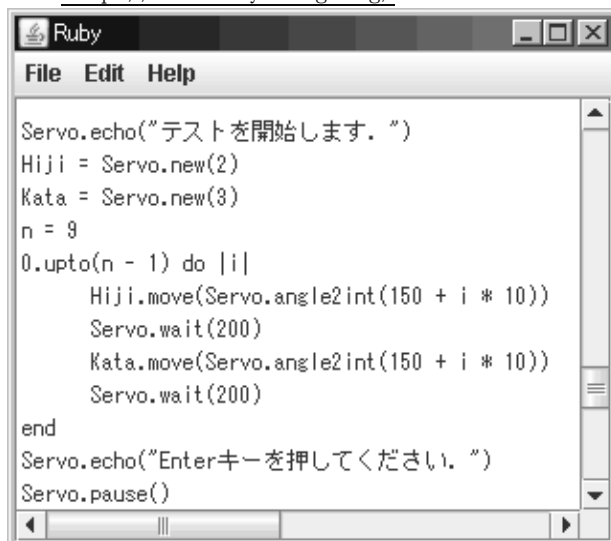 Ruby
File Edit Help
Servo.echo("テストを開始します．")
Hiji = Servo.new(2)
Kata = Servo.new(3)
n = 9
0.upto(n - 1) do |i|
Hiji.move(Servo.angle2int(150 + i * 10))
Servo.wait(200)
Kata.move(Servo.angle2int(150 + i * 10))
Servo.wait(200)
end
Servo.echo("Enterキーを押してください．")
Servo.pause()